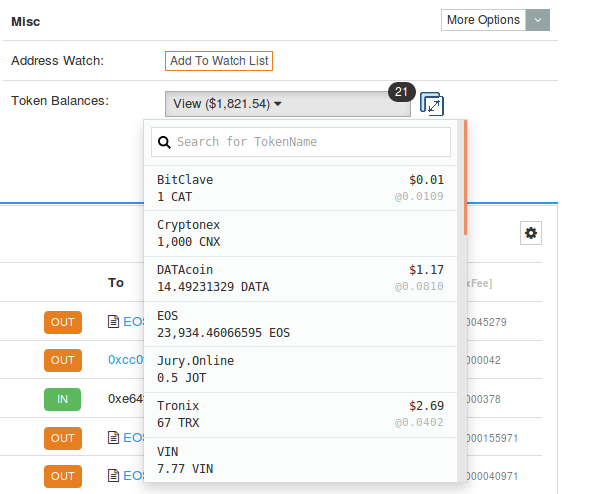 Misc
More Options
Address Watch:
Add To Watch List
Token Balances:
View ($1,821.54)
21
Search for TokenName
BitClave $0.01
1 CAT @0.0109
Cryptonex
1,000 CNX
DATAcoin $1.17
14.49231329 DATA @0.0810
EOS
23,934.46066595 EOS
Jury.Online
0.5 JOT
Tronix $2.69
67 TRX @0.0402
VIN
7.77 VIN
To xFee]
OUT EOS 0045279
OUT 0xcc0 000042
IN 0xe64 000378
OUT EOS 000155971
OUT EOS 000040971